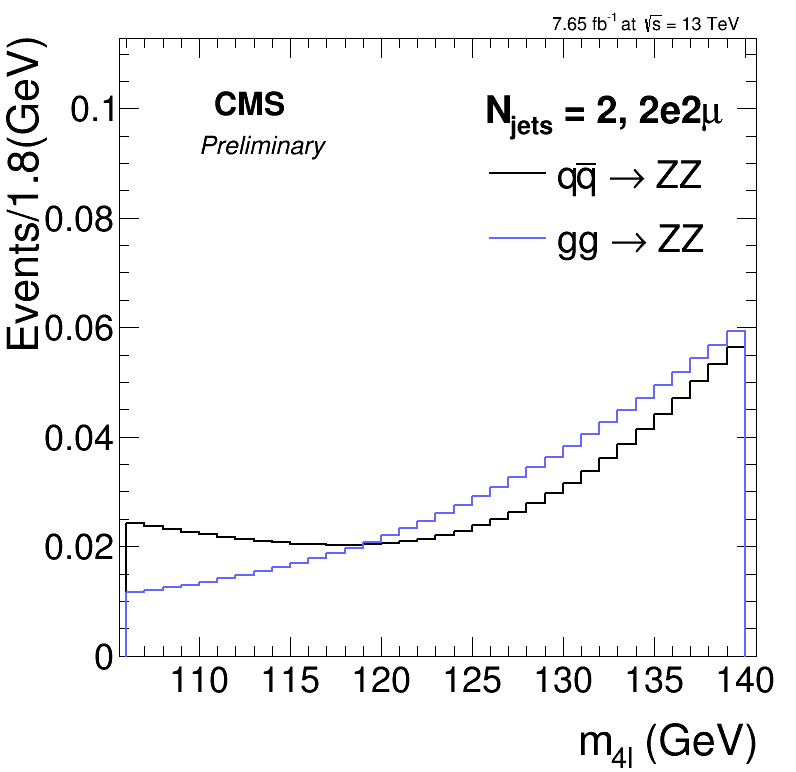 7.65 fb⁻¹ at √s = 13 TeV
CMS
Preliminary
N_jets = 2, 2e2μ
qq̅ → ZZ
gg → ZZ
Events/1.8(GeV)
0.1
0.08
0.06
0.04
0.02
0
110 115 120 125 130 135 140
m_4l (GeV)